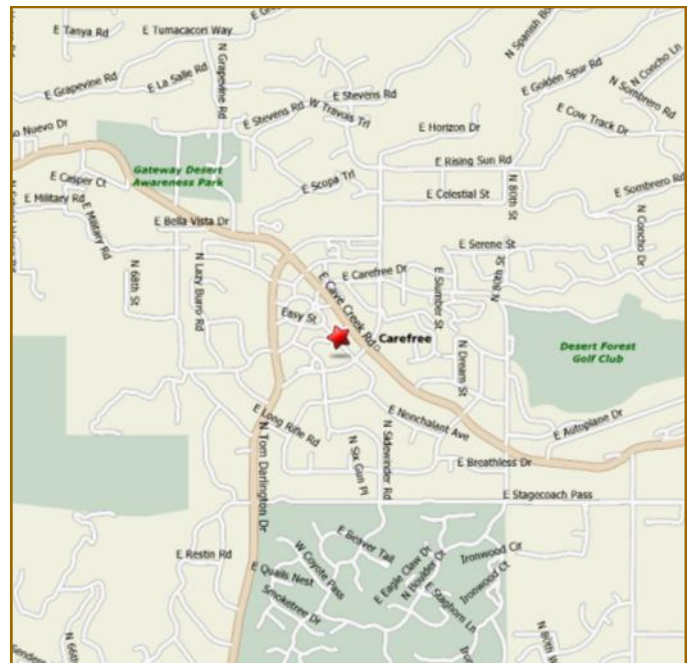 E Tanya Rd
E Tumacacori Way
N Grapevine Rd
E Grapevine Rd
E La Salle Rd
E Stevens Rd
W Travois Trl
E Stevens Rd
N Spanish
E Golden Spur Rd
N Concho Ln
N Sombrero Rd
E Cow Track Dr
E Horizon Dr
o Nuevo Dr
E Rising Sun Rd
Gateway Desert
Awareness Park
E Scopa Trl
E Casper Ct
E Military Rd
E Military Rd
E Celestial St
N 80th St
E Sombrero Rd
N Concho Dr
E Bella Vista Dr
E Serene St
N 68th St
N Lazy Burro Rd
E Carefree Dr
E Cave Creek Rd
E Slumber St
N 80th St
Easy St
Carefree
N Dream St
Desert Forest
Golf Club
E Long Rifle Rd
N Tom Darlington Dr
N Six Gun Pl
N Sidewinder Rd
E Nonchalant Ave
E Autoplane Dr
E Breathless Dr
E Stagecoach Pass
E Restin Rd
E Quails Nest
W Coyote Pass
E Beaver Tail
Smoketree Dr
E Eagle Claw Dr
N Boulder Ct
E Staghorn Ln
Ironwood Cir
Ironwood Ct
N 66th
N 80th W